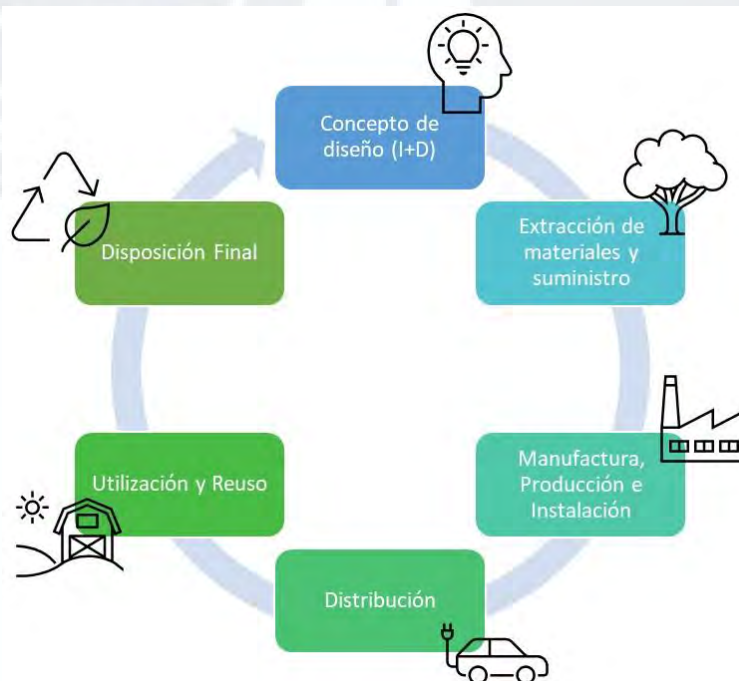 Concepto de
diseño (I+D)
Extracción de
materiales y
suministro
Manufactura,
Producción e
Instalación
Distribución
Utilización y Reuso
Disposición Final